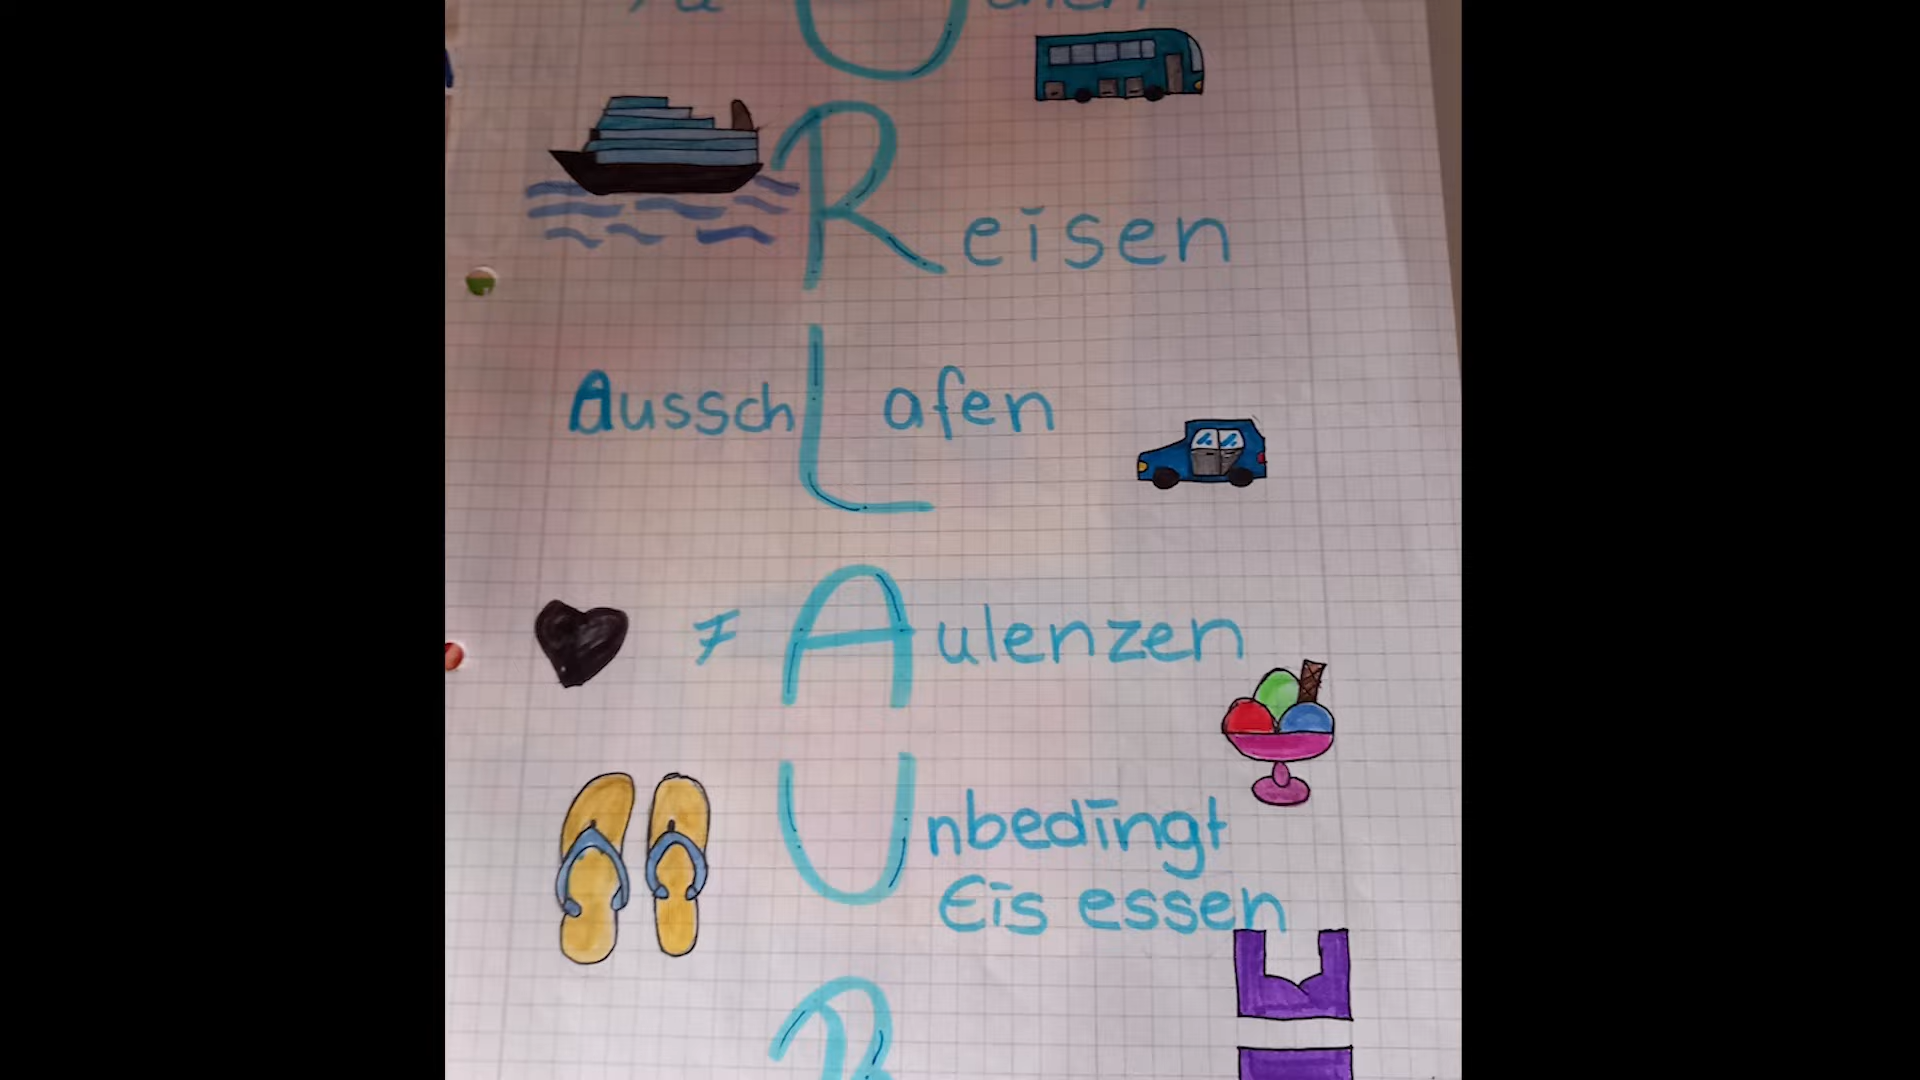 Reisen
Ausschlafen
FAulenzen
Unbedingt
Eis essen